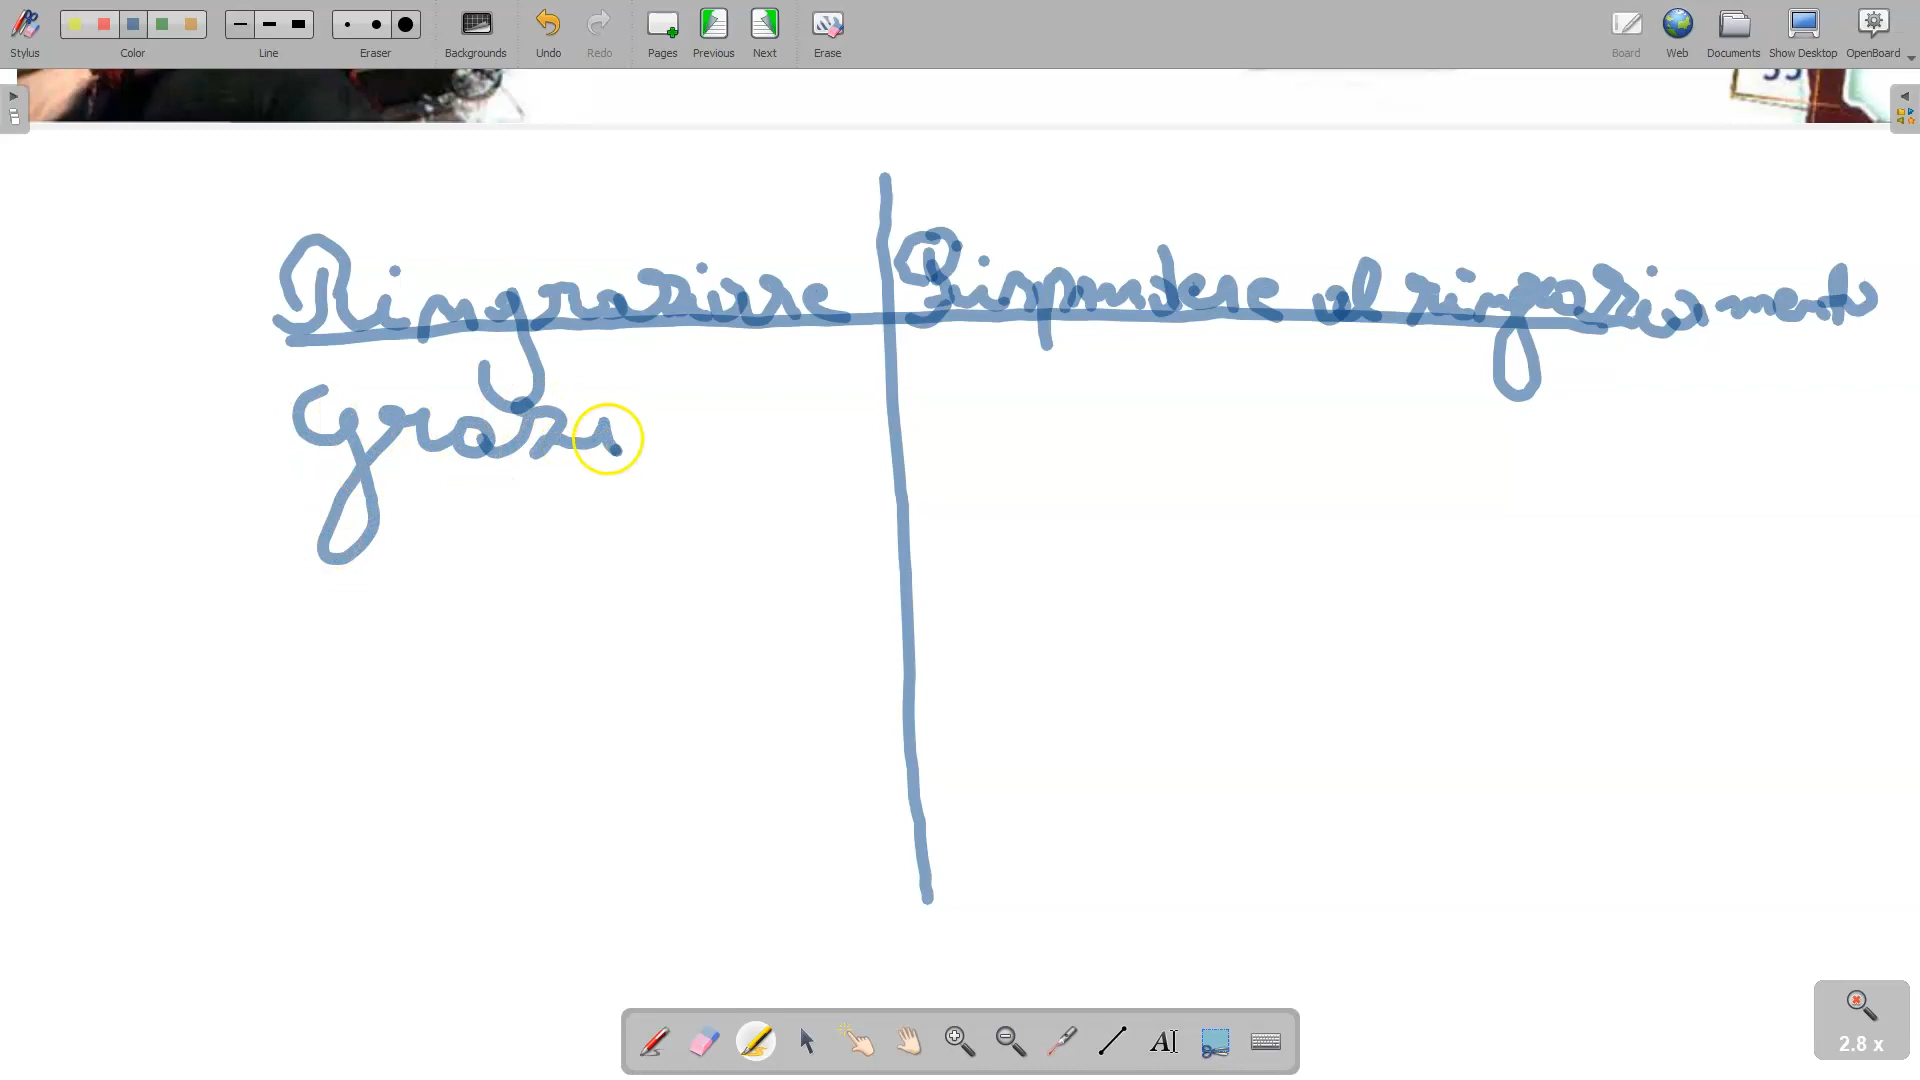 Stylus
Color
Line
Eraser
Backgrounds
Undo
Redo
Pages
Previous
Next
Erase
Board
Web
Documents
Show Desktop
OpenBoard
Ringraziare
Rispondere al ringraziamento
Grazi
2.8 x